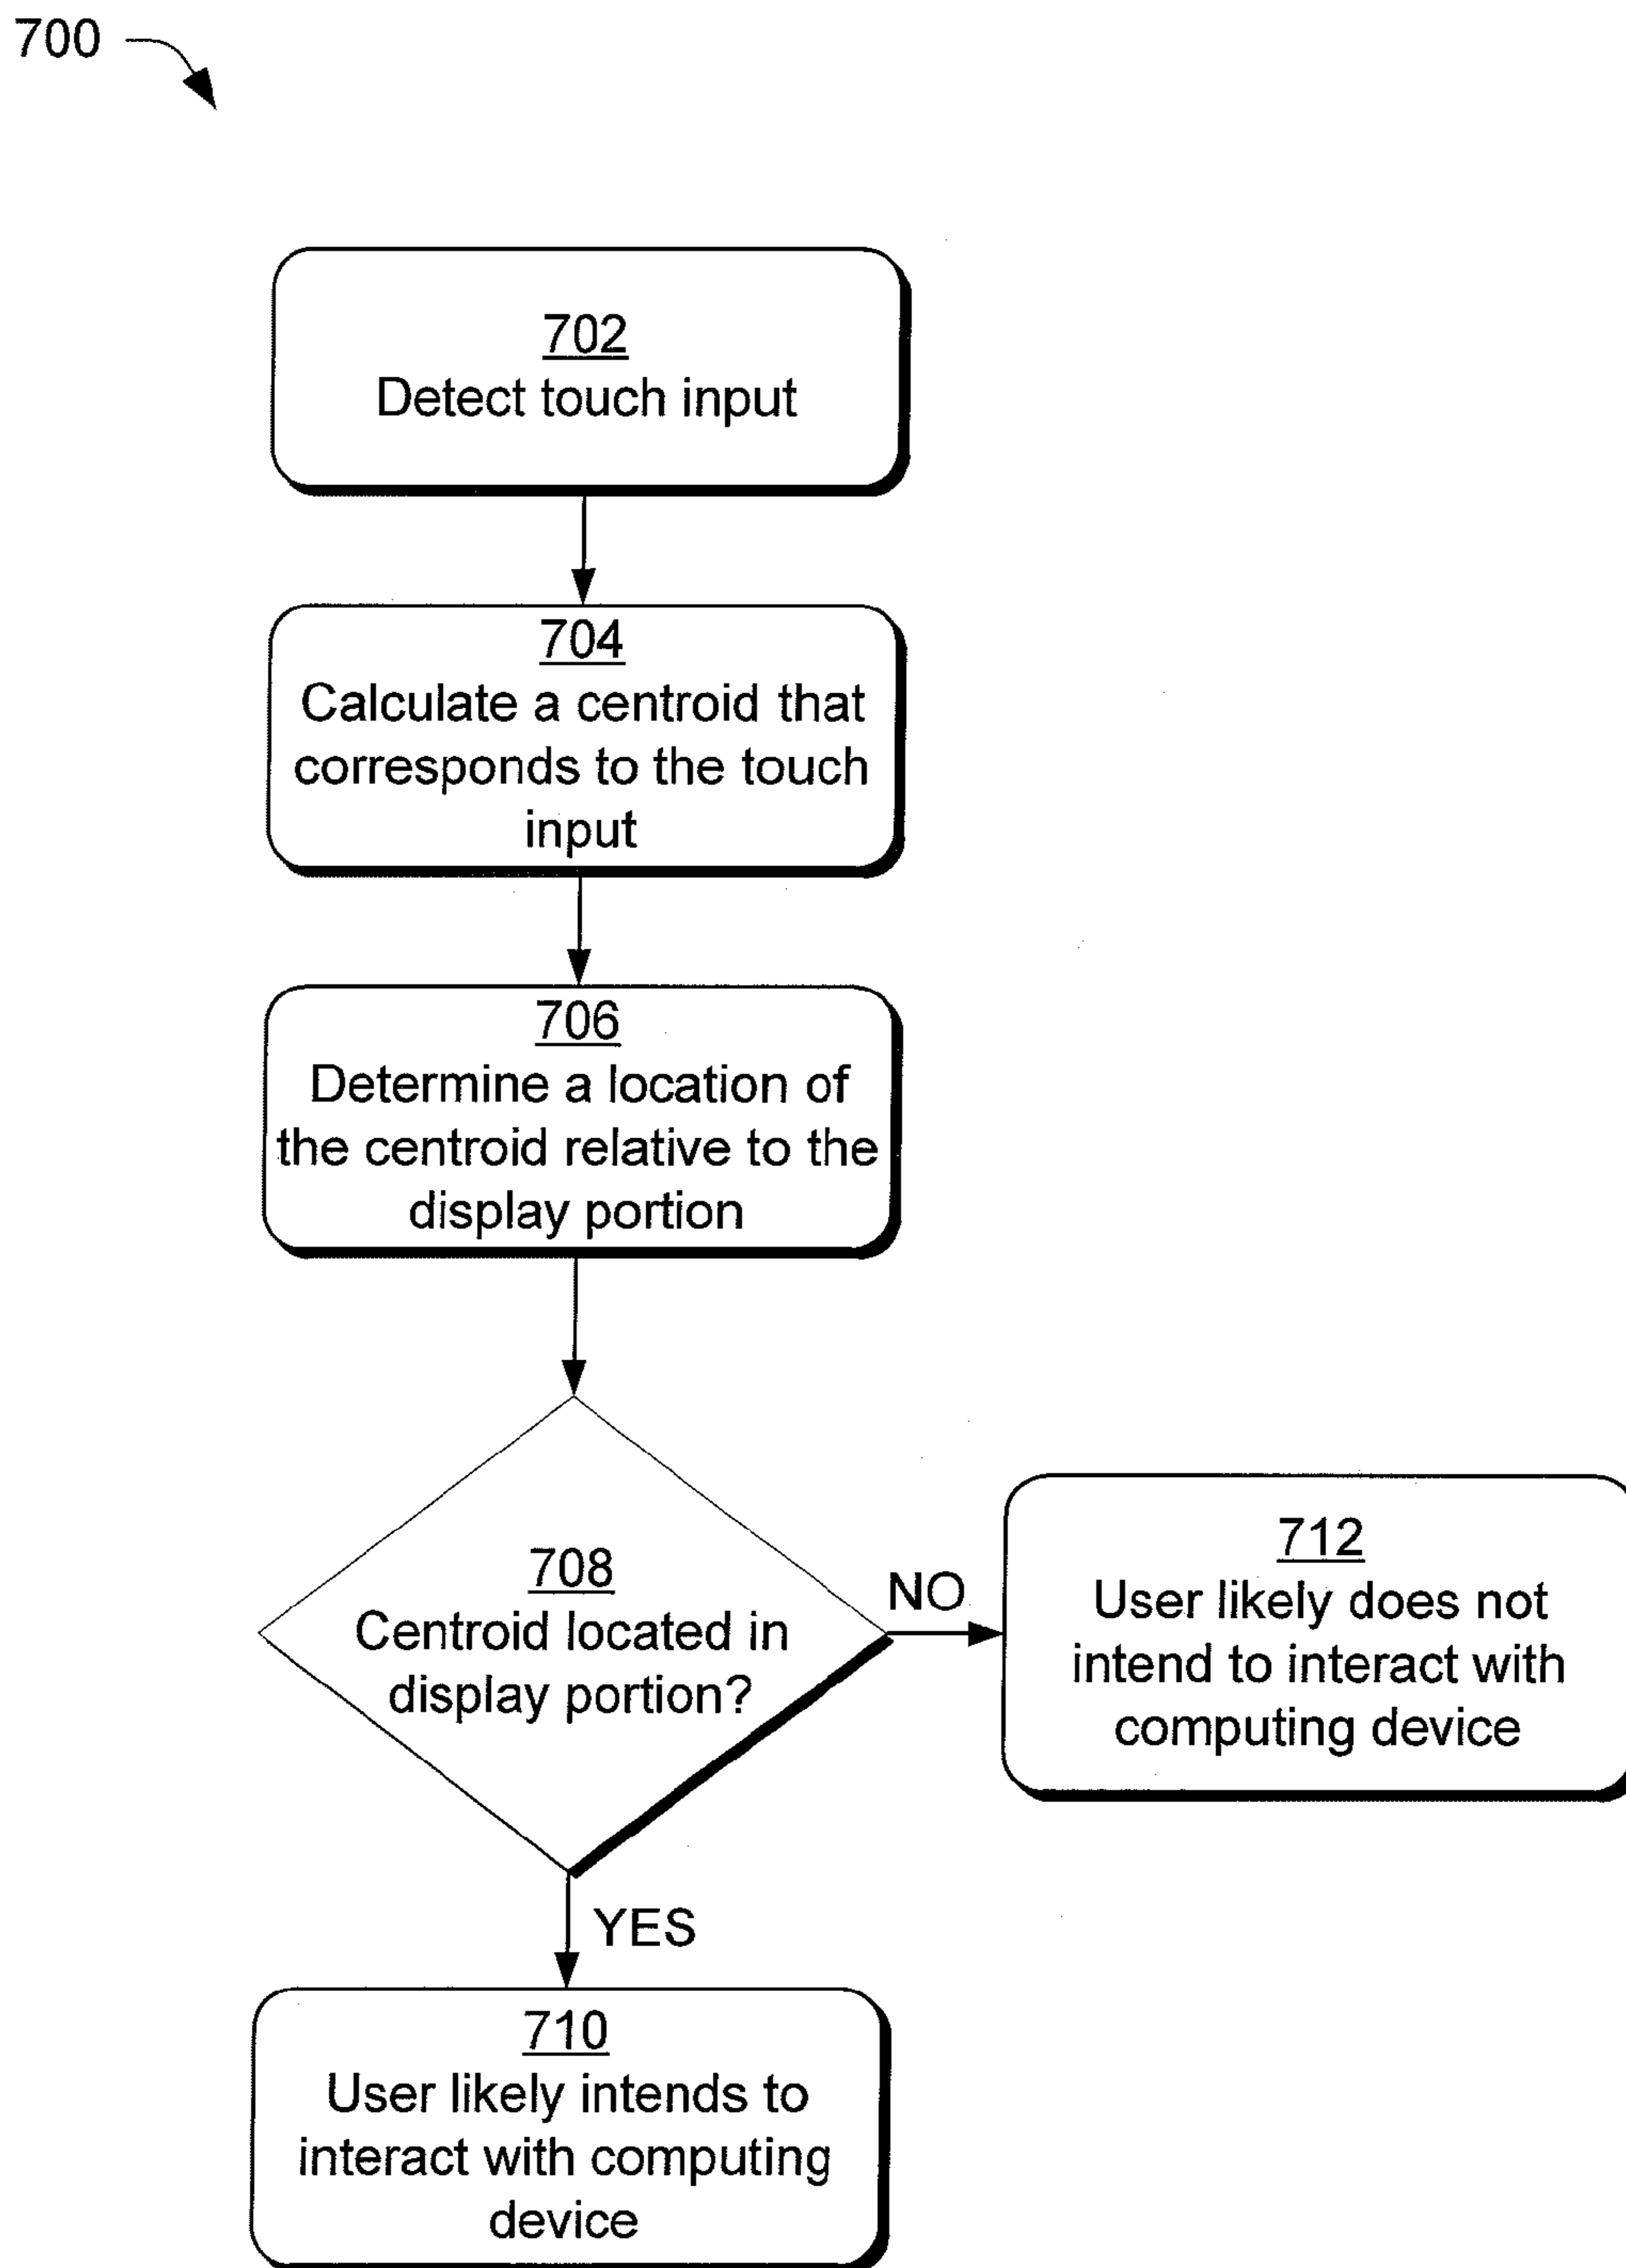 700
702
Detect touch input
704
Calculate a centroid that
corresponds to the touch
input
706
Determine a location of
the centroid relative to the
display portion
708
Centroid located in
display portion?
NO
712
User likely does not
intend to interact with
computing device
YES
710
User likely intends to
interact with computing
device